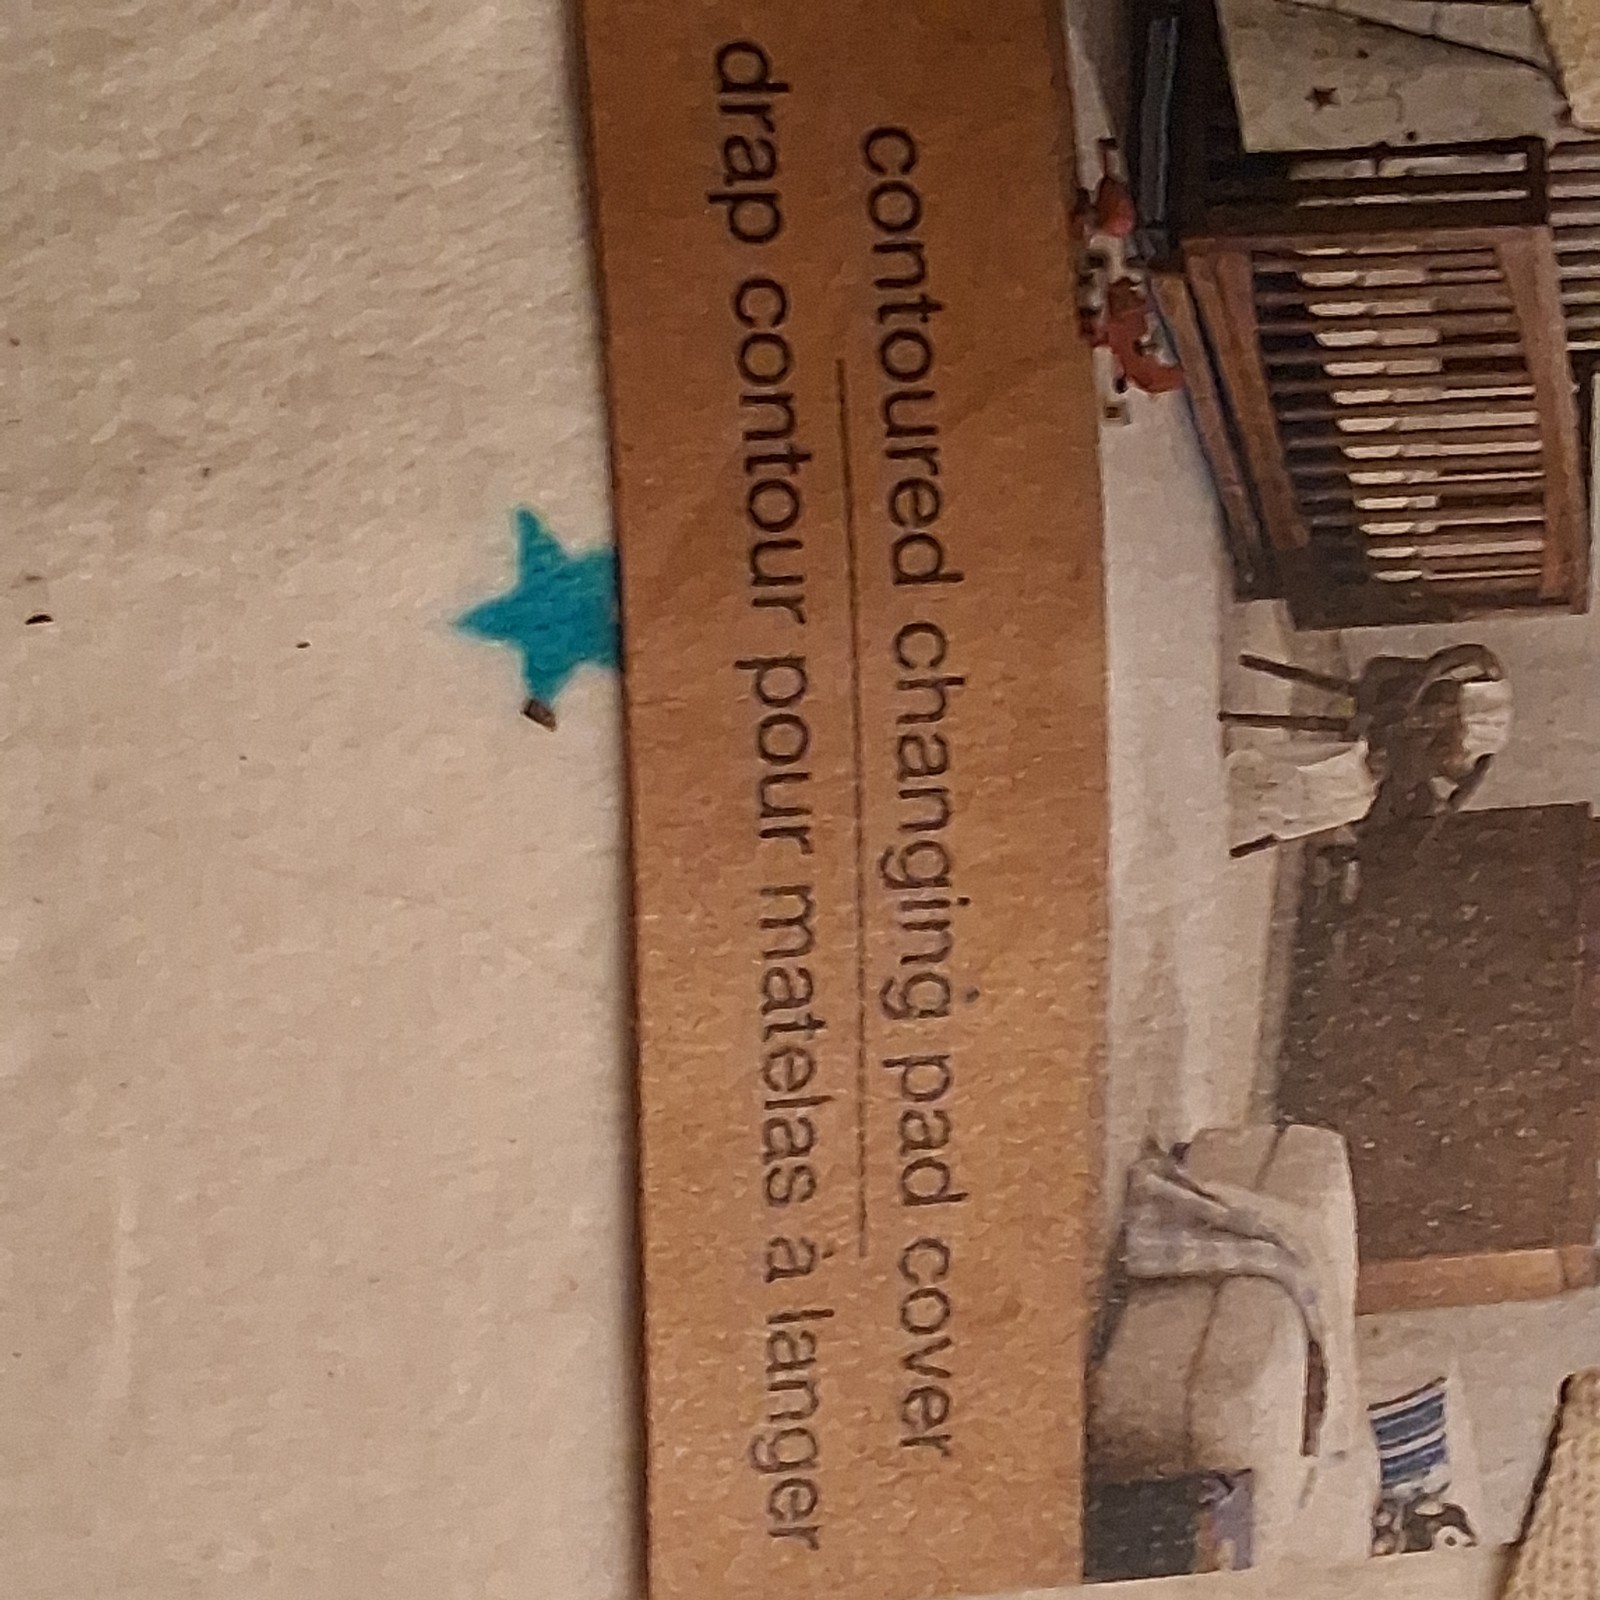 contoured changing pad cover
drap contour pour matelas à langer